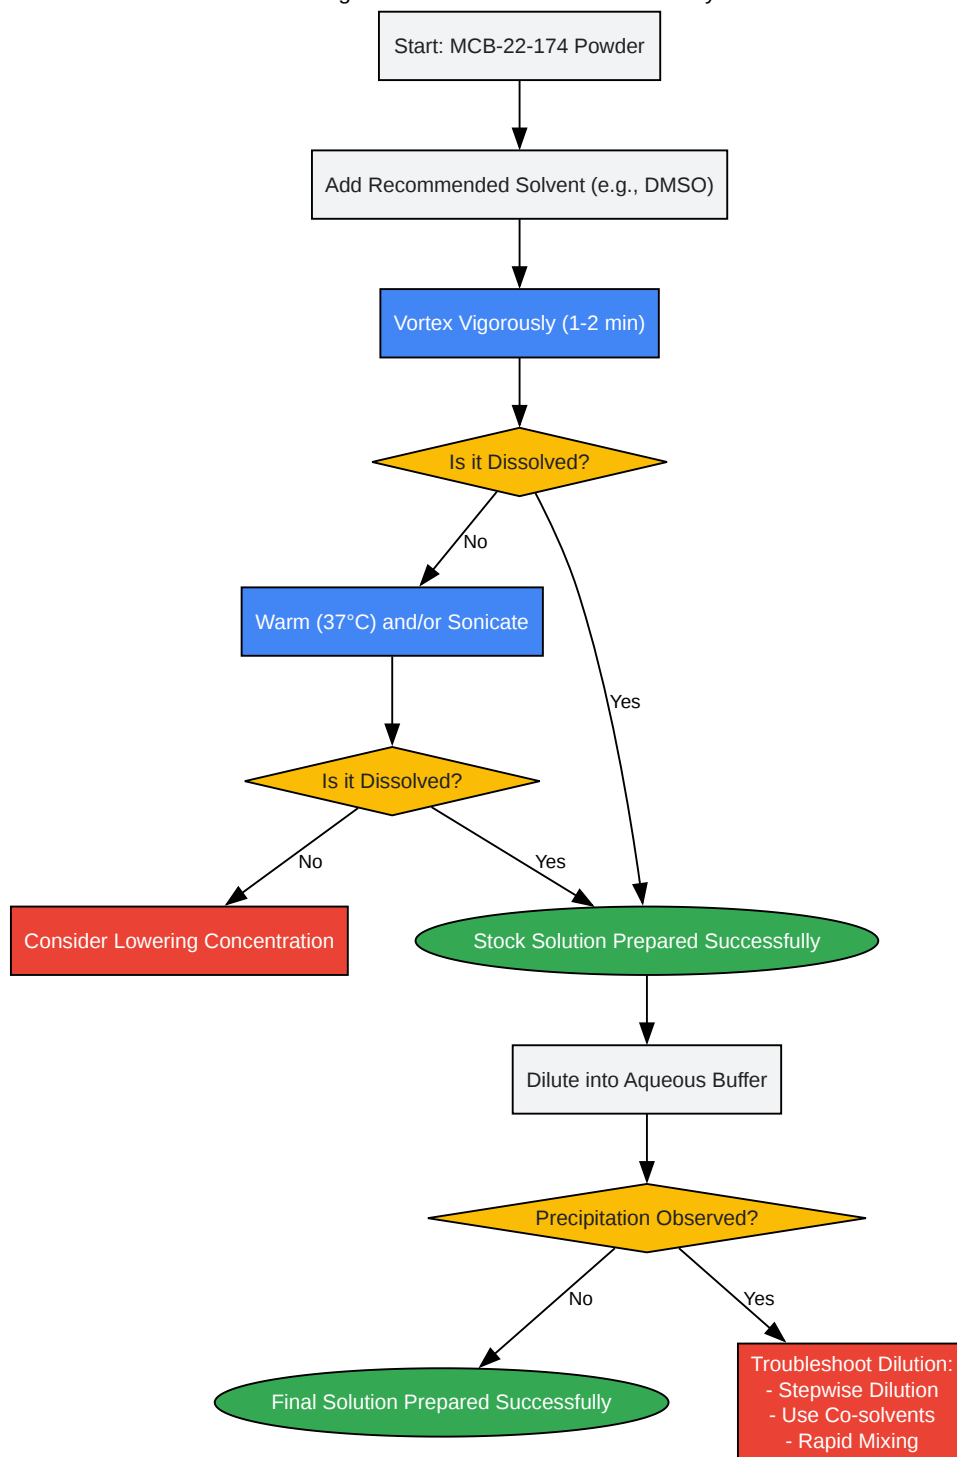 Start: MCB-22-174 Powder
Add Recommended Solvent (e.g., DMSO)
Vortex Vigorously (1-2 min)
Is it Dissolved?
No
Warm (37°C) and/or Sonicate
Yes
Is it Dissolved?
No
Yes
Consider Lowering Concentration
Stock Solution Prepared Successfully
Dilute into Aqueous Buffer
Precipitation Observed?
No
Yes
Final Solution Prepared Successfully
Troubleshoot Dilution:
- Stepwise Dilution
- Use Co-solvents
- Rapid Mixing